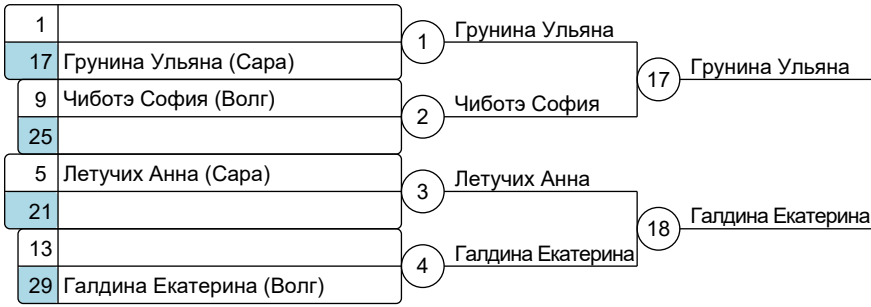 1
17 Грунина Ульяна (Сара)
9 Чиботэ София (Волг)
25
5 Летучих Анна (Сара)
21
13
29 Галдина Екатерина (Волг)
1 Грунина Ульяна
2 Чиботэ София
3 Летучих Анна
4 Галдина Екатерина
17 Грунина Ульяна
18 Галдина Екатерина